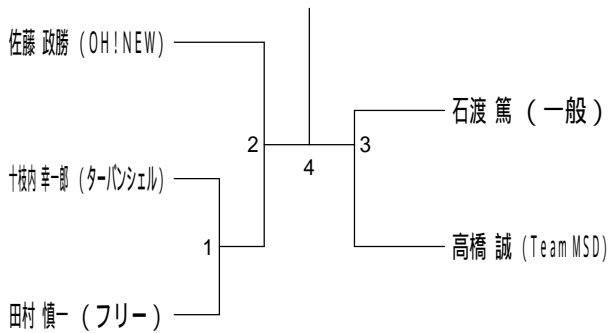 佐藤 政勝 (OH!NEW)
石渡 篤 (一般)
2
3
4
十枝内 幸一郎 (ターバンシェル)
1
高橋 誠 (Team MSD)
田村 慎一 (フリー)